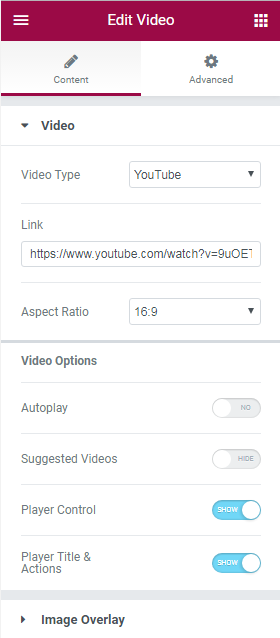 Edit Video
Content Advanced
Video
Video Type YouTube
Link
https://www.youtube.com/watch?v=9uOET
Aspect Ratio 16:9
Video Options
Autoplay NO
Suggested Videos HIDE
Player Control SHOW
Player Title &
Actions SHOW
Image Overlay